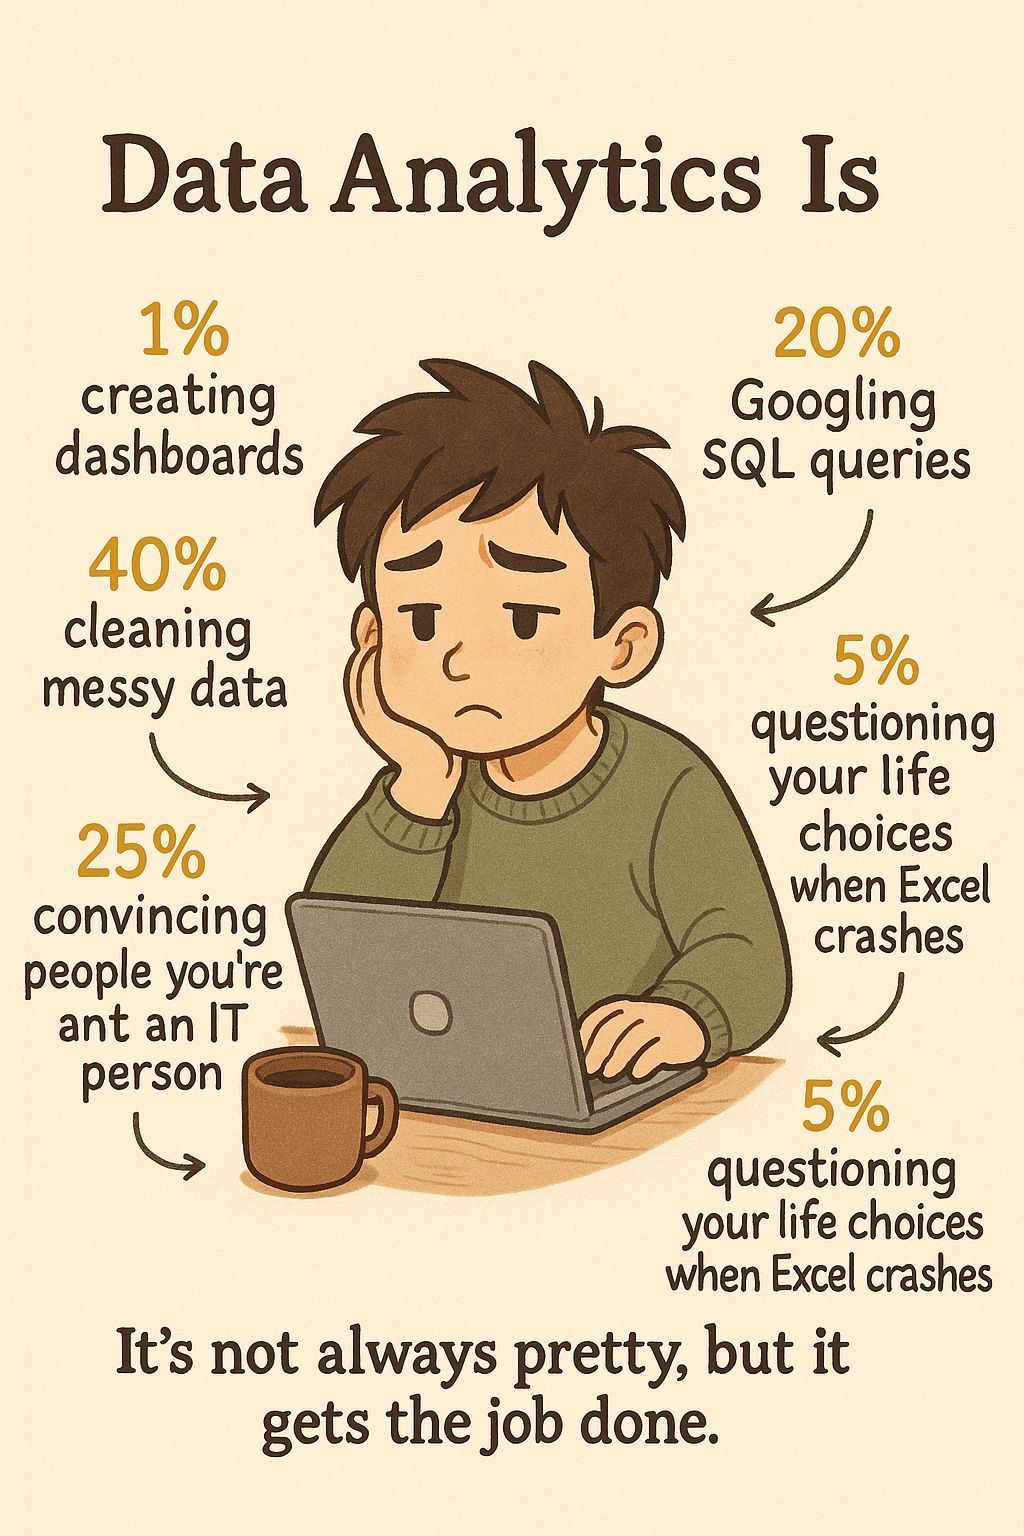 Data Analytics Is
1%
creating
dashboards
40%
cleaning
messy data
25%
convincing
people you're
ant an IT
person
20%
Googling
SQL queries
5%
questioning
your life
choices
when Excel
crashes
5%
questioning
your life choices
when Excel crashes
It's not always pretty, but it
gets the job done.